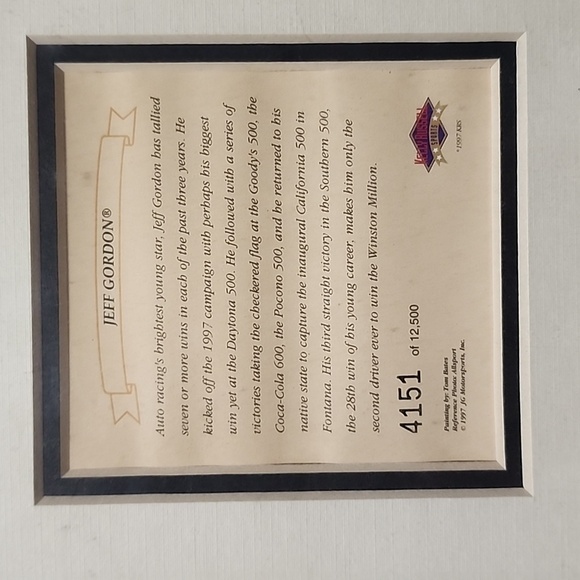 JEFF GORDON®
Auto racing's brightest young star, Jeff Gordon has tallied
seven or more wins in each of the past three years. He
kicked off the 1997 campaign with perhaps his biggest
win yet at the Daytona 500. He followed with a series of
victories taking the checkered flag at the Goody's 500, the
Coca-Cola 600, the Pocono 500, and he returned to his
native state to capture the inaugural California 500 in
Fontana. His third straight victory in the Southern 500,
the 28th win of his young career, makes him only the
second driver ever to win the Winston Million.
4151 of 12,500
Painting by: Tom Bates
Reference Photo: Allsport
© 1997 JG Motorsports, Inc.
KELLY RUSSELL
SPORTS
©1997 KRS